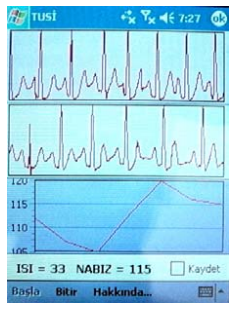 TUSİ 7:27 ok
120
115
110
105
ISI = 33 NABIZ = 115 Kaydet
Başla Bitir Hakkında...